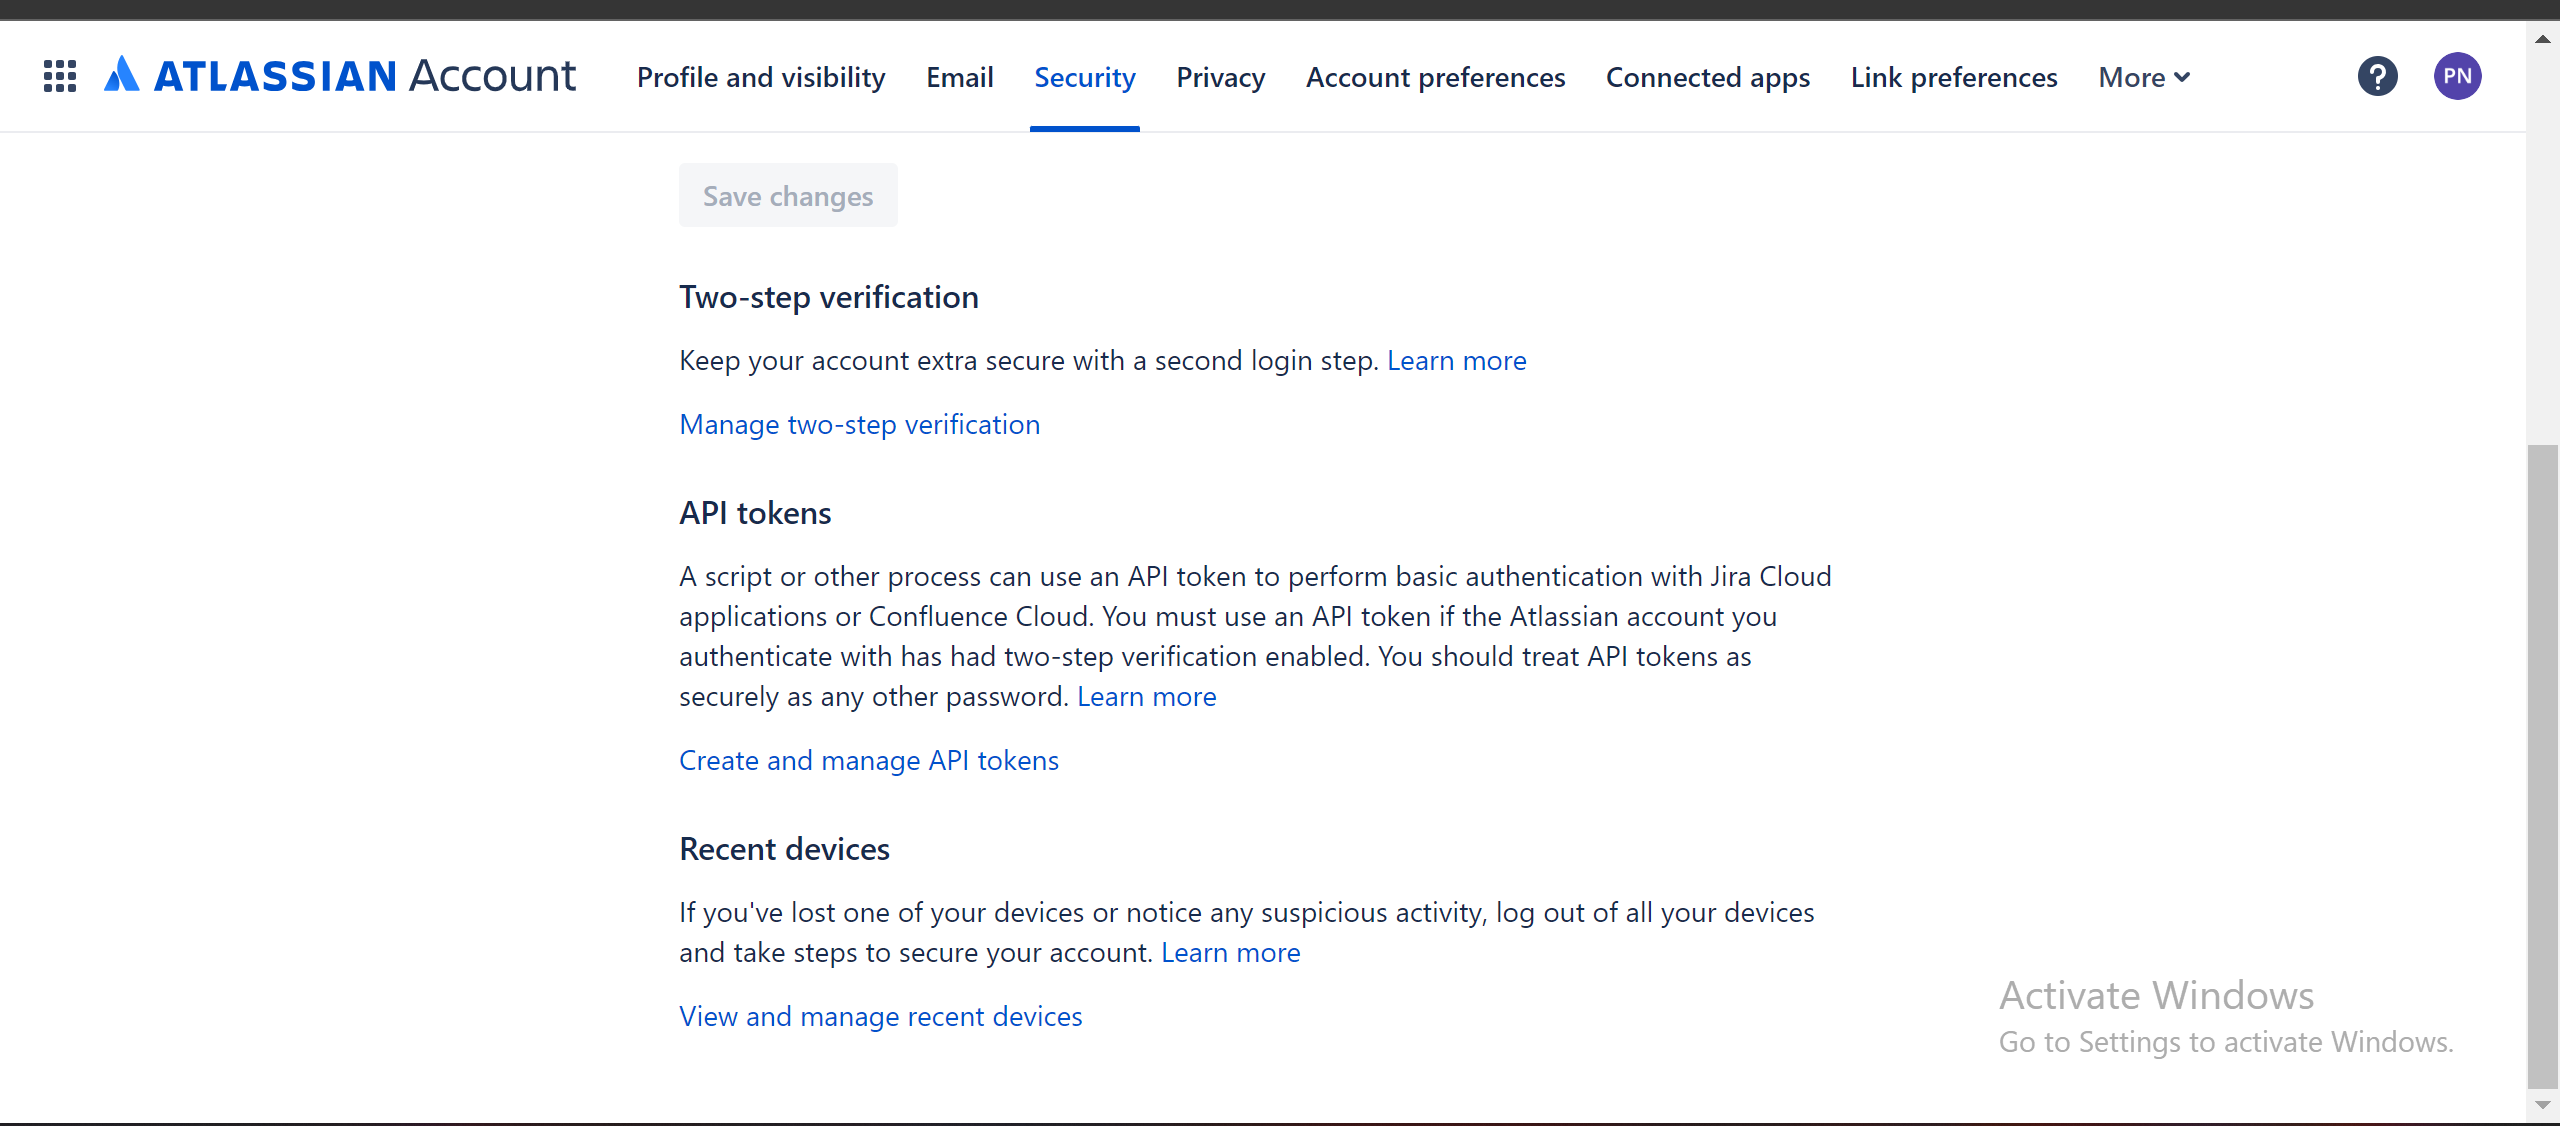 ATLASSIAN Account Profile and visibility Email Security Privacy Account preferences Connected apps Link preferences More ? PN
Save changes
Two-step verification
Keep your account extra secure with a second login step. Learn more
Manage two-step verification
API tokens
A script or other process can use an API token to perform basic authentication with Jira Cloud
applications or Confluence Cloud. You must use an API token if the Atlassian account you
authenticate with has had two-step verification enabled. You should treat API tokens as
securely as any other password. Learn more
Create and manage API tokens
Recent devices
If you've lost one of your devices or notice any suspicious activity, log out of all your devices
and take steps to secure your account. Learn more
View and manage recent devices
Activate Windows
Go to Settings to activate Windows.